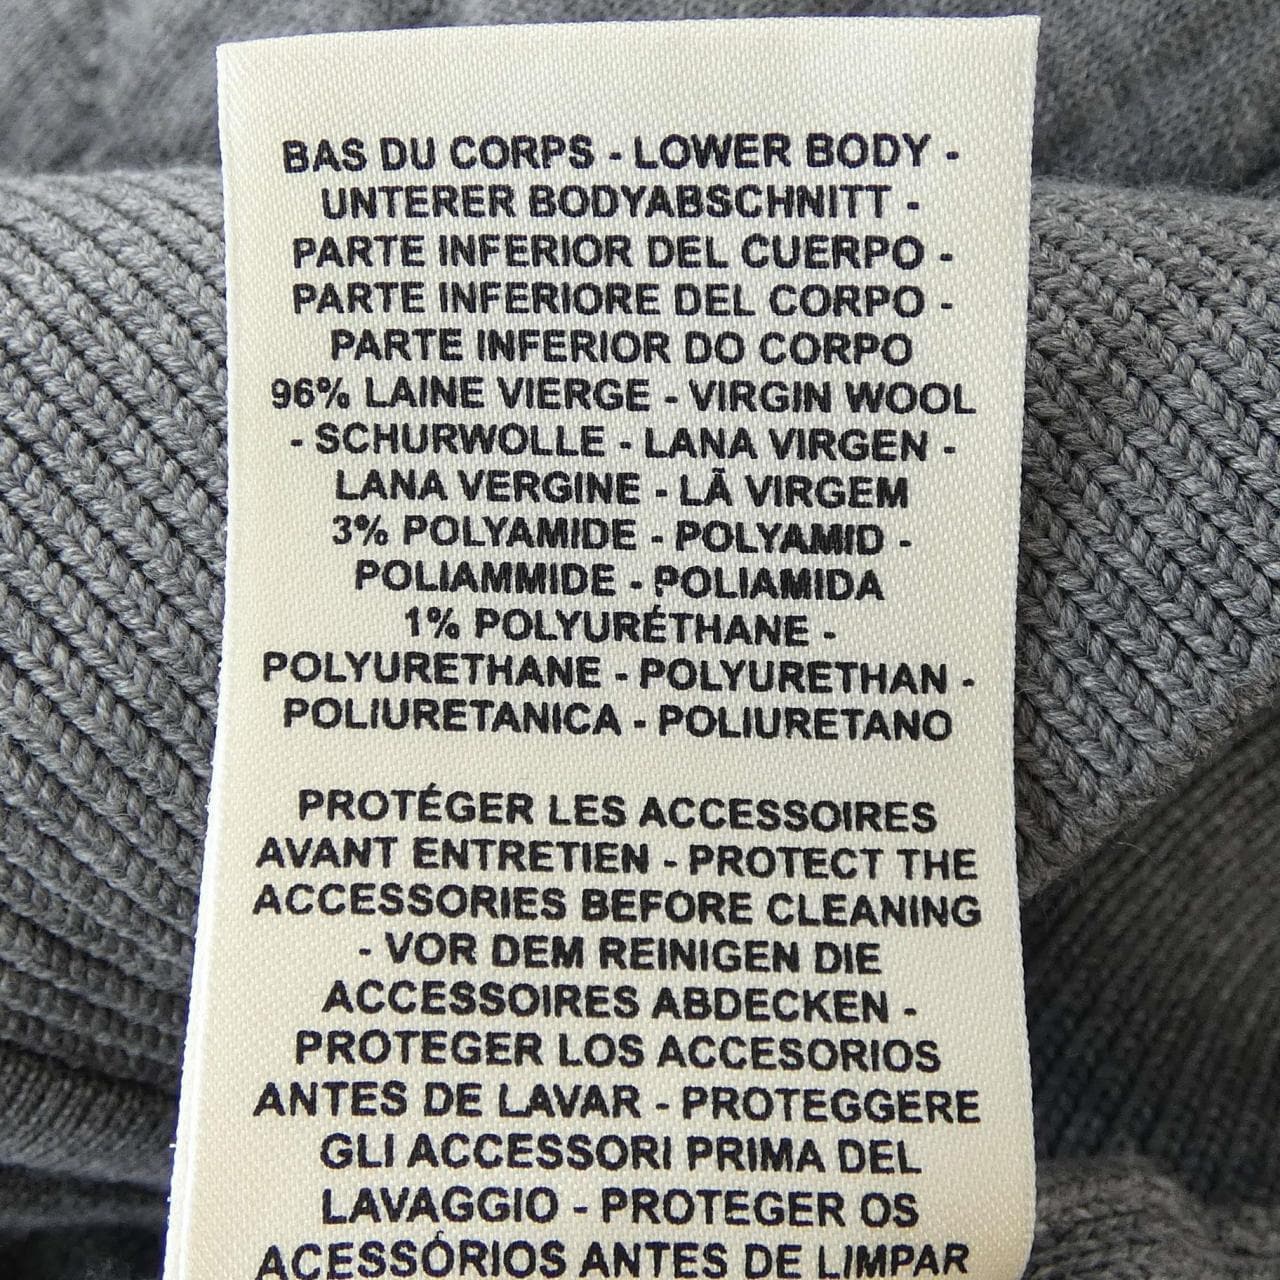 BAS DU CORPS - LOWER BODY -
UNTERER BODYABSCHNITT -
PARTE INFERIOR DEL CUERPO -
PARTE INFERIORE DEL CORPO -
PARTE INFERIOR DO CORPO
96% LAINE VIERGE - VIRGIN WOOL
- SCHURWOLLE - LANA VIRGEN -
LANA VERGINE - LÃ VIRGEM
3% POLYAMIDE - POLYAMID -
POLIAMMIDE - POLIAMIDA
1% POLYURÉTHANE -
POLYURETHANE - POLYURETHAN -
POLIURETANICA - POLIURETANO
PROTÉGER LES ACCESSOIRES
AVANT ENTRETIEN - PROTECT THE
ACCESSORIES BEFORE CLEANING
- VOR DEM REINIGEN DIE
ACCESSOIRES ABDECKEN -
PROTEGER LOS ACCESORIOS
ANTES DE LAVAR - PROTEGGERE
GLI ACCESSORI PRIMA DEL
LAVAGGIO - PROTEGER OS
ACESSÓRIOS ANTES DE LIMPAR